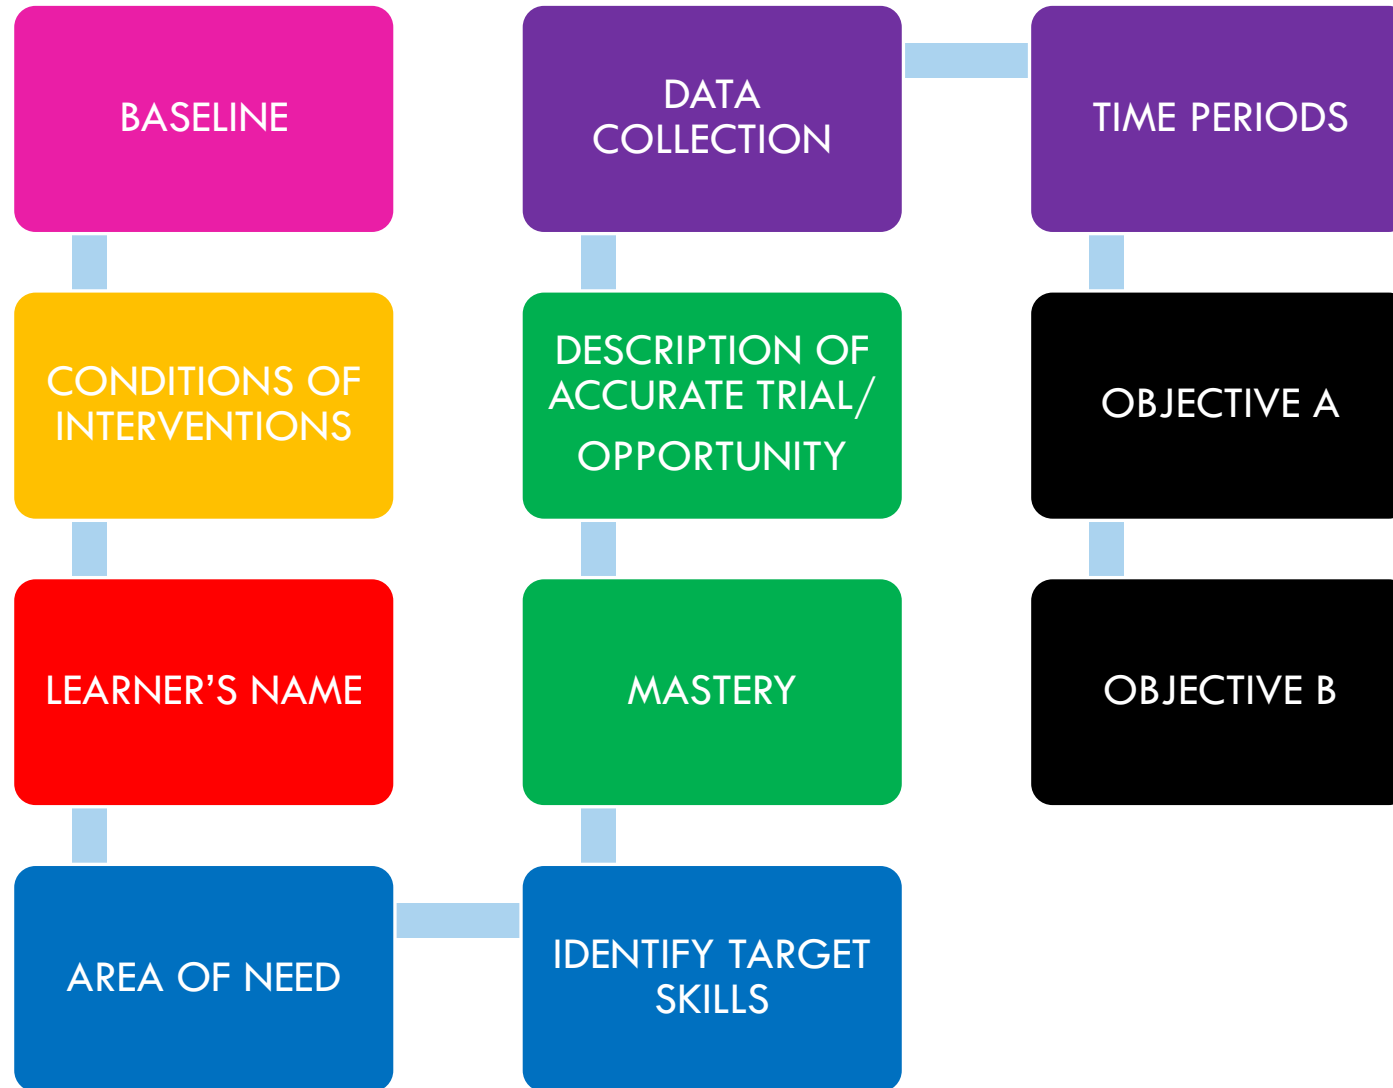 BASELINE
CONDITIONS OF
INTERVENTIONS
LEARNER’S NAME
AREA OF NEED
IDENTIFY TARGET
SKILLS
MASTERY
DESCRIPTION OF
ACCURATE TRIAL/
OPPORTUNITY
DATA
COLLECTION
TIME PERIODS
OBJECTIVE A
OBJECTIVE B